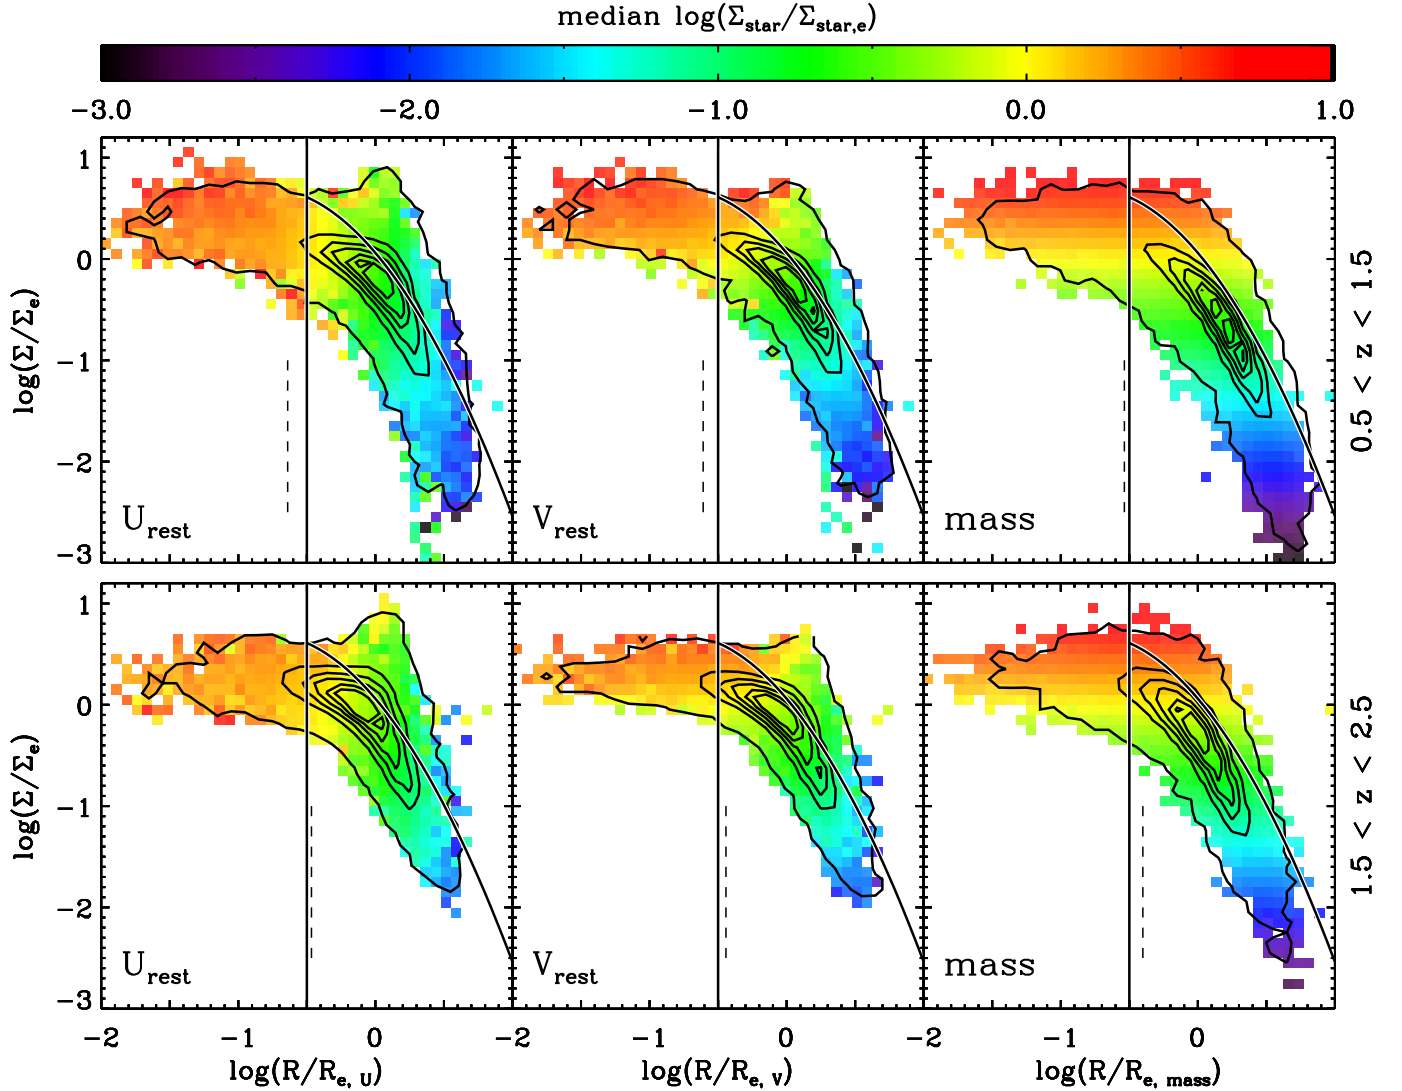 median log(Σstar/Σstar,e)
-3.0 -2.0 -1.0 0.0 1.0
log(Σ/Σe)
1
0
-1
-2
-3
Urest
Vrest
mass
0.5 < z < 1.5
log(Σ/Σe)
1
0
-1
-2
-3
Urest
Vrest
mass
1.5 < z < 2.5
-2 -1 0 -2 -1 0 -2 -1 0
log(R/Re, U)
log(R/Re, V)
log(R/Re, mass)